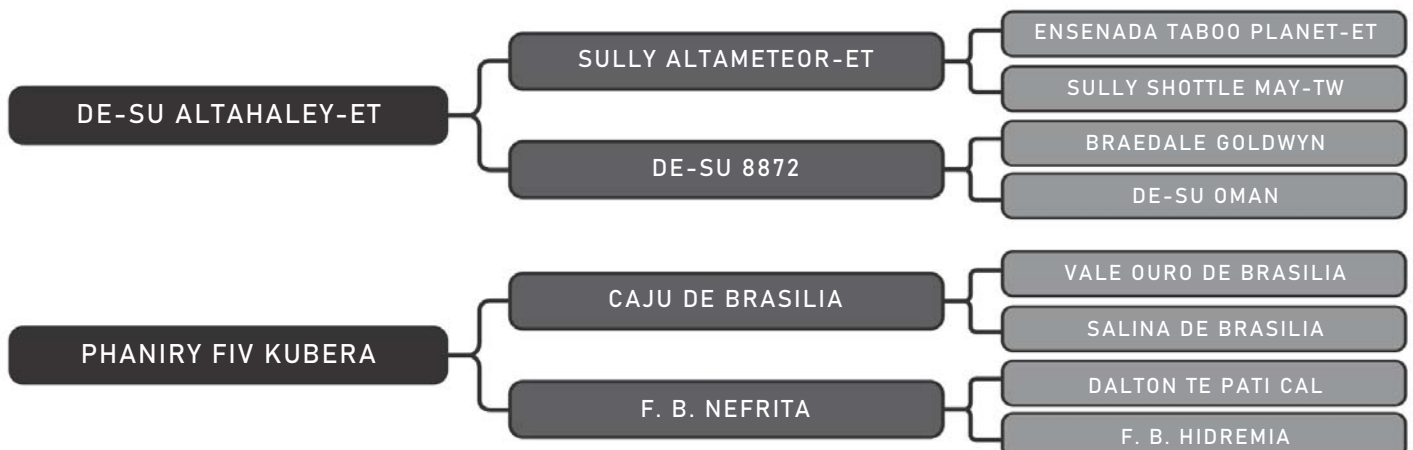 ENSENADA TABOO PLANET-ET
SULLY ALTAMETEOR-ET
SULLY SHOTTLE MAY-TW
DE-SU ALTAHALEY-ET
BRAEDALE GOLDWYN
DE-SU 8872
DE-SU OMAN
VALE OURO DE BRASILIA
CAJU DE BRASILIA
SALINA DE BRASILIA
PHANIRY FIV KUBERA
DALTON TE PATI CAL
F. B. NEFRITA
F. B. HIDREMIA